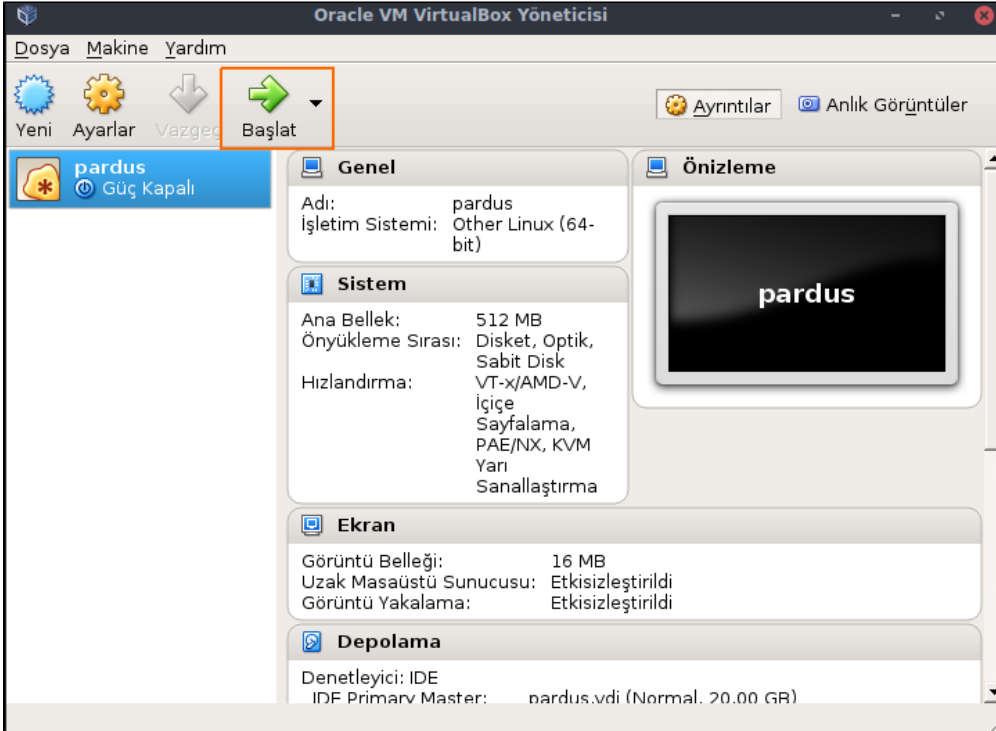 Oracle VM VirtualBox Yöneticisi
Dosya Makine Yardım
Yeni Ayarlar Vazgeç Başlat Ayrıntılar Anlık Görüntüler
pardus
Güç Kapalı
Genel
Adı: pardus
İşletim Sistemi: Other Linux (64-
bit)
Sistem
Ana Bellek: 512 MB
Önyükleme Sırası: Disket, Optik,
Sabit Disk
Hızlandırma: VT-x/AMD-V,
İçiçe
Sayfalama,
PAE/NX, KVM
Yarı
Sanallaştırma
Önizleme
pardus
Ekran
Görüntü Belleği: 16 MB
Uzak Masaüstü Sunucusu: Etkisizleştirildi
Görüntü Yakalama: Etkisizleştirildi
Depolama
Denetleyici: IDE
IDE Primary Master: pardus.vdi (Normal, 20,00 GB)